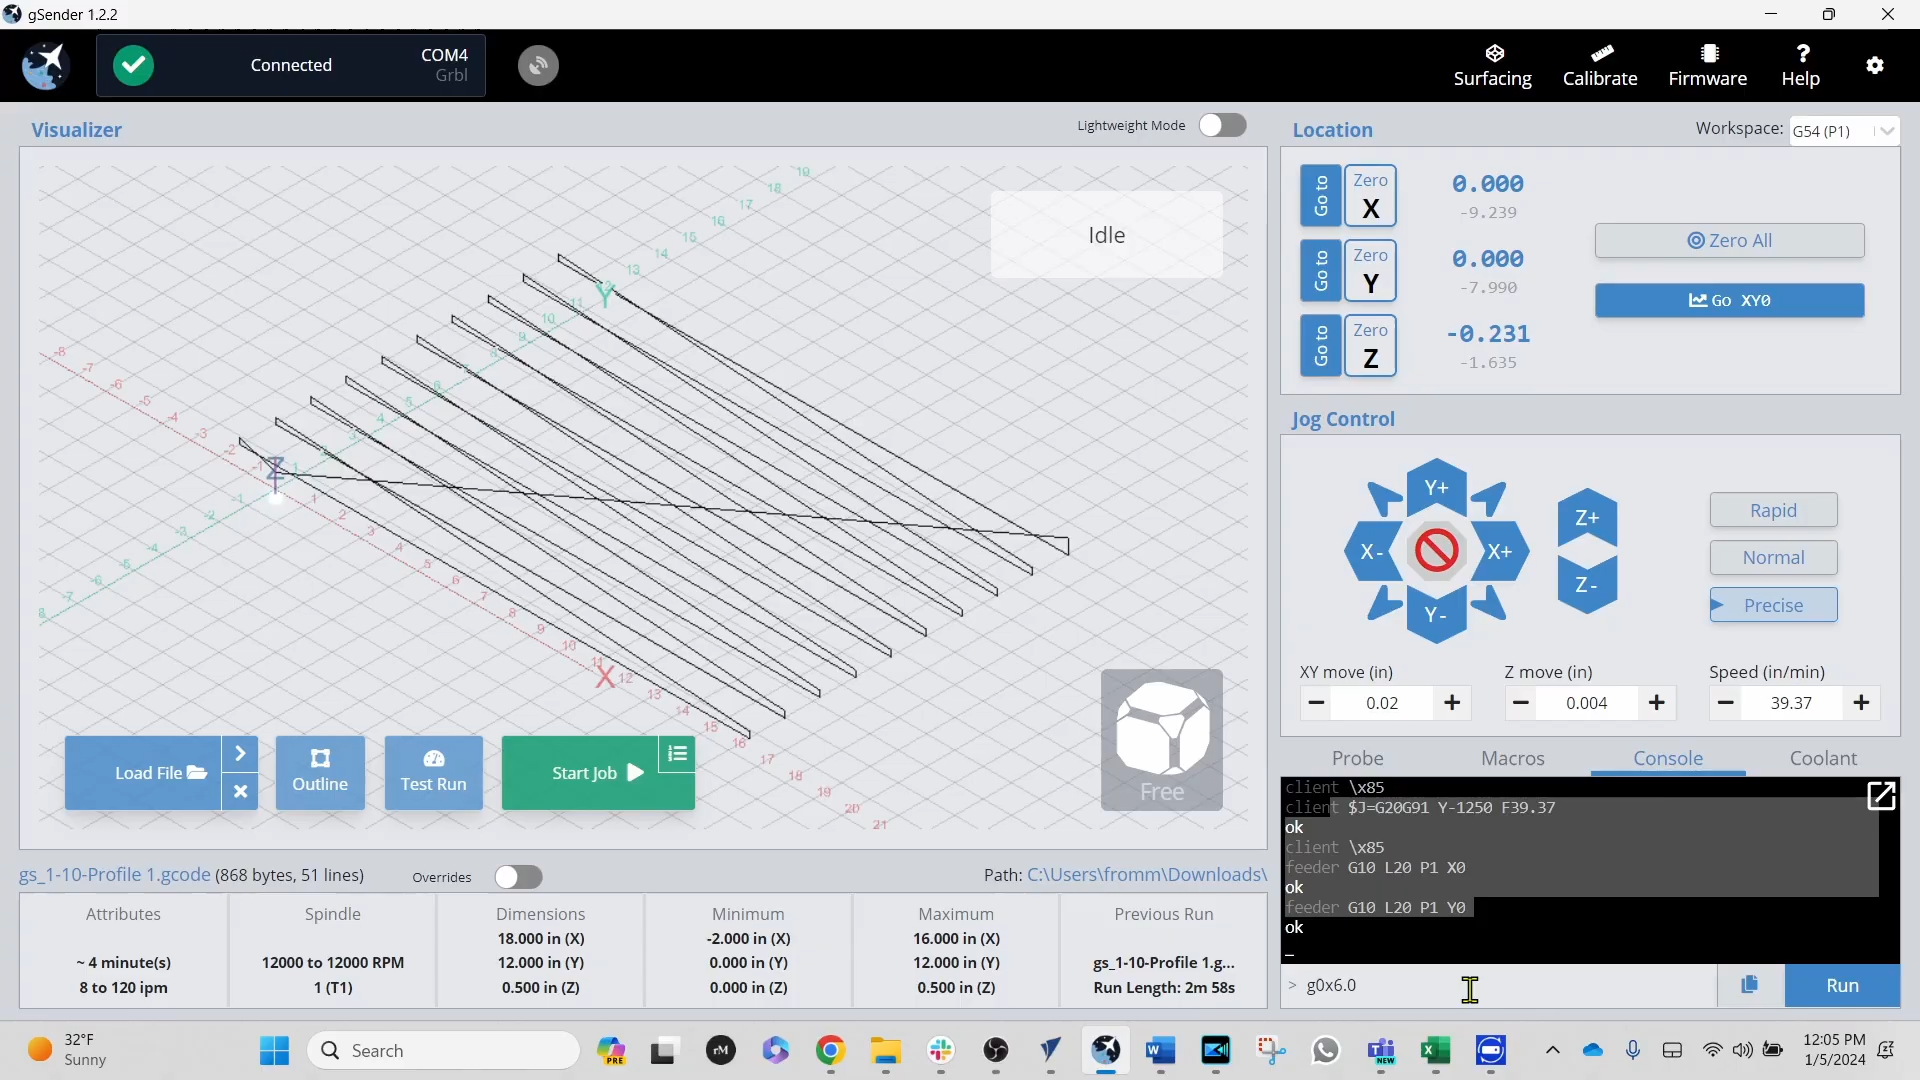 gSender 1.2.2
Connected
COM4
Grbl
Surfacing
Calibrate
Firmware
Help
Visualizer
Lightweight Mode
Idle
X
Y
Z
Load File
Outline
Test Run
Start Job
Free
gs_1-10-Profile 1.gcode (868 bytes, 51 lines)
Overrides
Path: C:\Users\fromm\Downloads\
Attributes
~ 4 minute(s)
8 to 120 ipm
Spindle
12000 to 12000 RPM
1 (T1)
Dimensions
18.000 in (X)
12.000 in (Y)
0.500 in (Z)
Minimum
-2.000 in (X)
0.000 in (Y)
0.000 in (Z)
Maximum
16.000 in (X)
12.000 in (Y)
0.500 in (Z)
Previous Run
gs_1-10-Profile 1.g...
Run Length: 2m 58s
Location
Workspace: G54 (P1)
Go to
Zero
X
0.000
-9.239
Go to
Zero
Y
0.000
-7.990
Go to
Zero
Z
-0.231
-1.635
Zero All
Go XY0
Jog Control
Y+
X-
X+
Y-
Z+
Z-
Rapid
Normal
Precise
XY move (in)
0.02
Z move (in)
0.004
Speed (in/min)
39.37
Probe
Macros
Console
Coolant
client \x85
client $J=G20G91 Y-1250 F39.37
ok
client \x85
feeder G10 L20 P1 X0
ok
feeder G10 L20 P1 Y0
ok
> g0x6.0
Run
32°F
Sunny
Search
PRE
rM
NEW
12:05 PM
1/5/2024